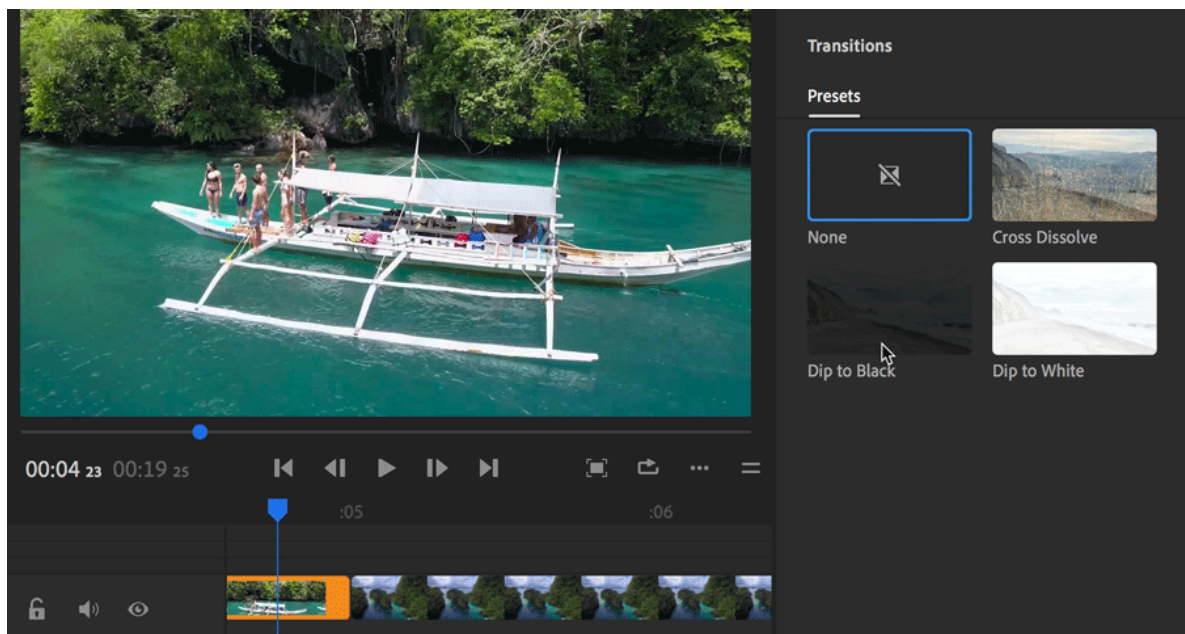 Transitions
Presets
None
Cross Dissolve
Dip to Black
Dip to White
00:04 23 00:19 25
:05
:06